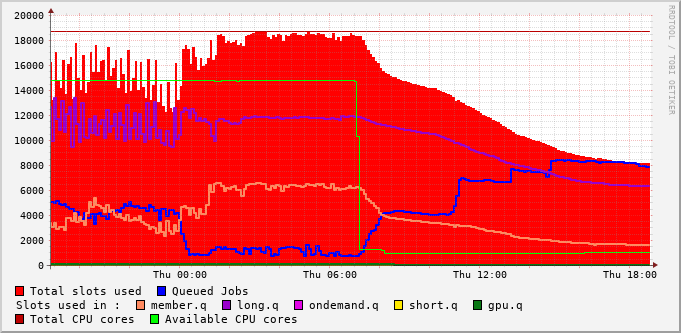 20000
18000
16000
14000
12000
10000
8000
6000
4000
2000
0
Thu 00:00 Thu 06:00 Thu 12:00 Thu 18:00
Total slots used Queued Jobs
Slots used in : member.q long.q ondemand.q short.q gpu.q
Total CPU cores Available CPU cores
RRDTOOL / TOBI OETIKER